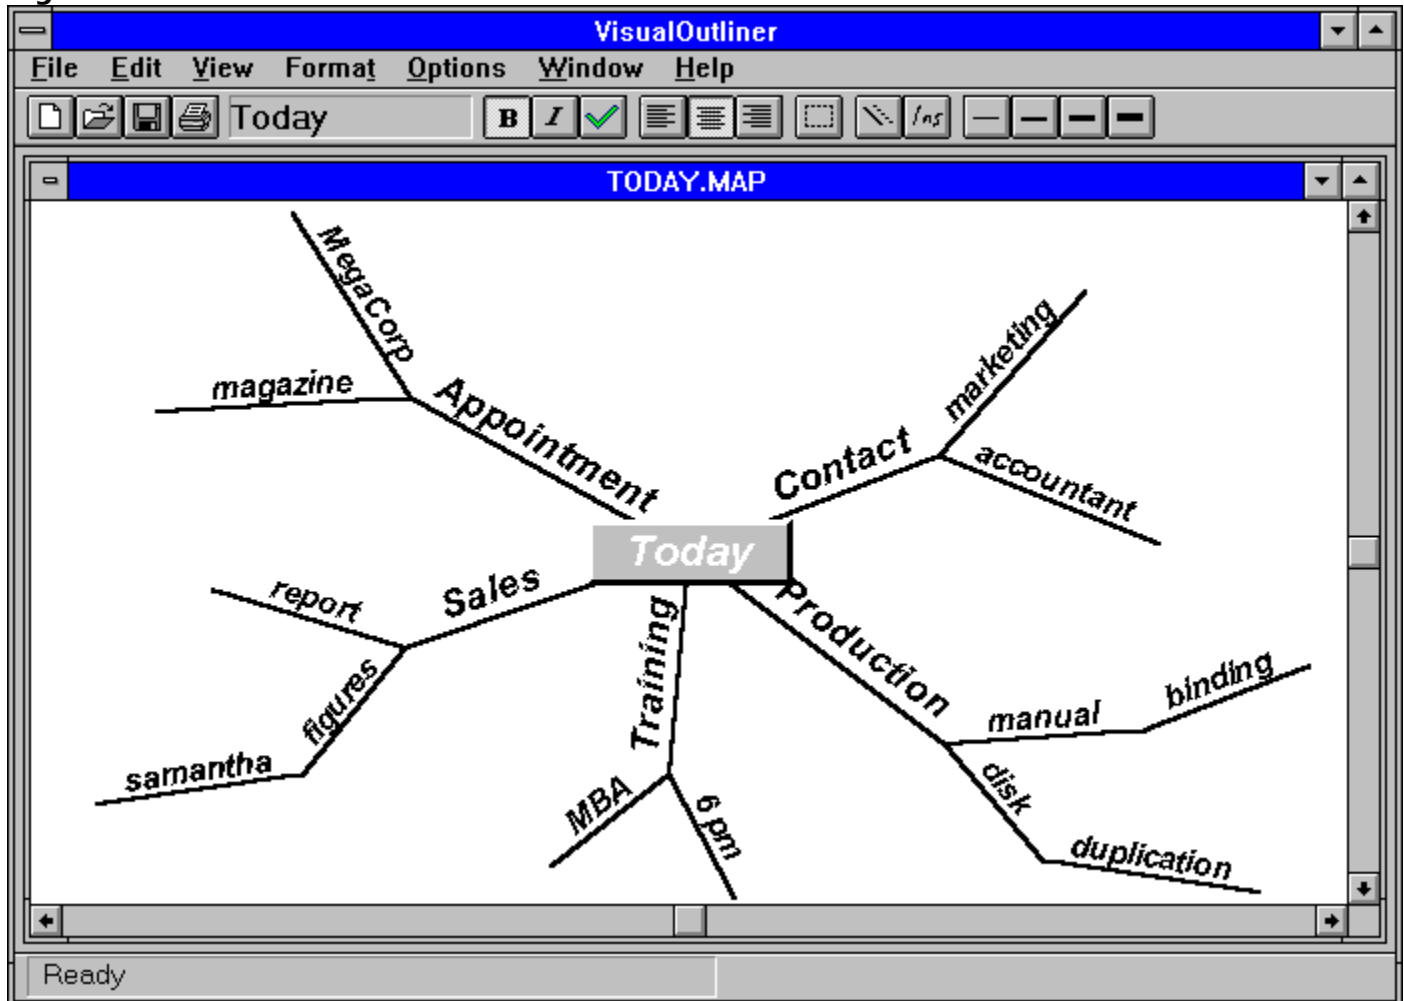 VisualOutliner
File Edit View Format Options Window Help
Today B I Ins
TODAY.MAP
MegaCorp
magazine
Appointment
Contact
marketing
accountant
Today
Sales
report
figures
samantha
Training
MBA
6 pm
Production
manual
binding
disk
duplication
Ready